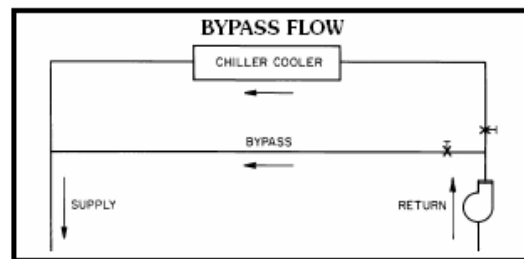 BYPASS FLOW
CHILLER COOLER
BYPASS
SUPPLY
RETURN